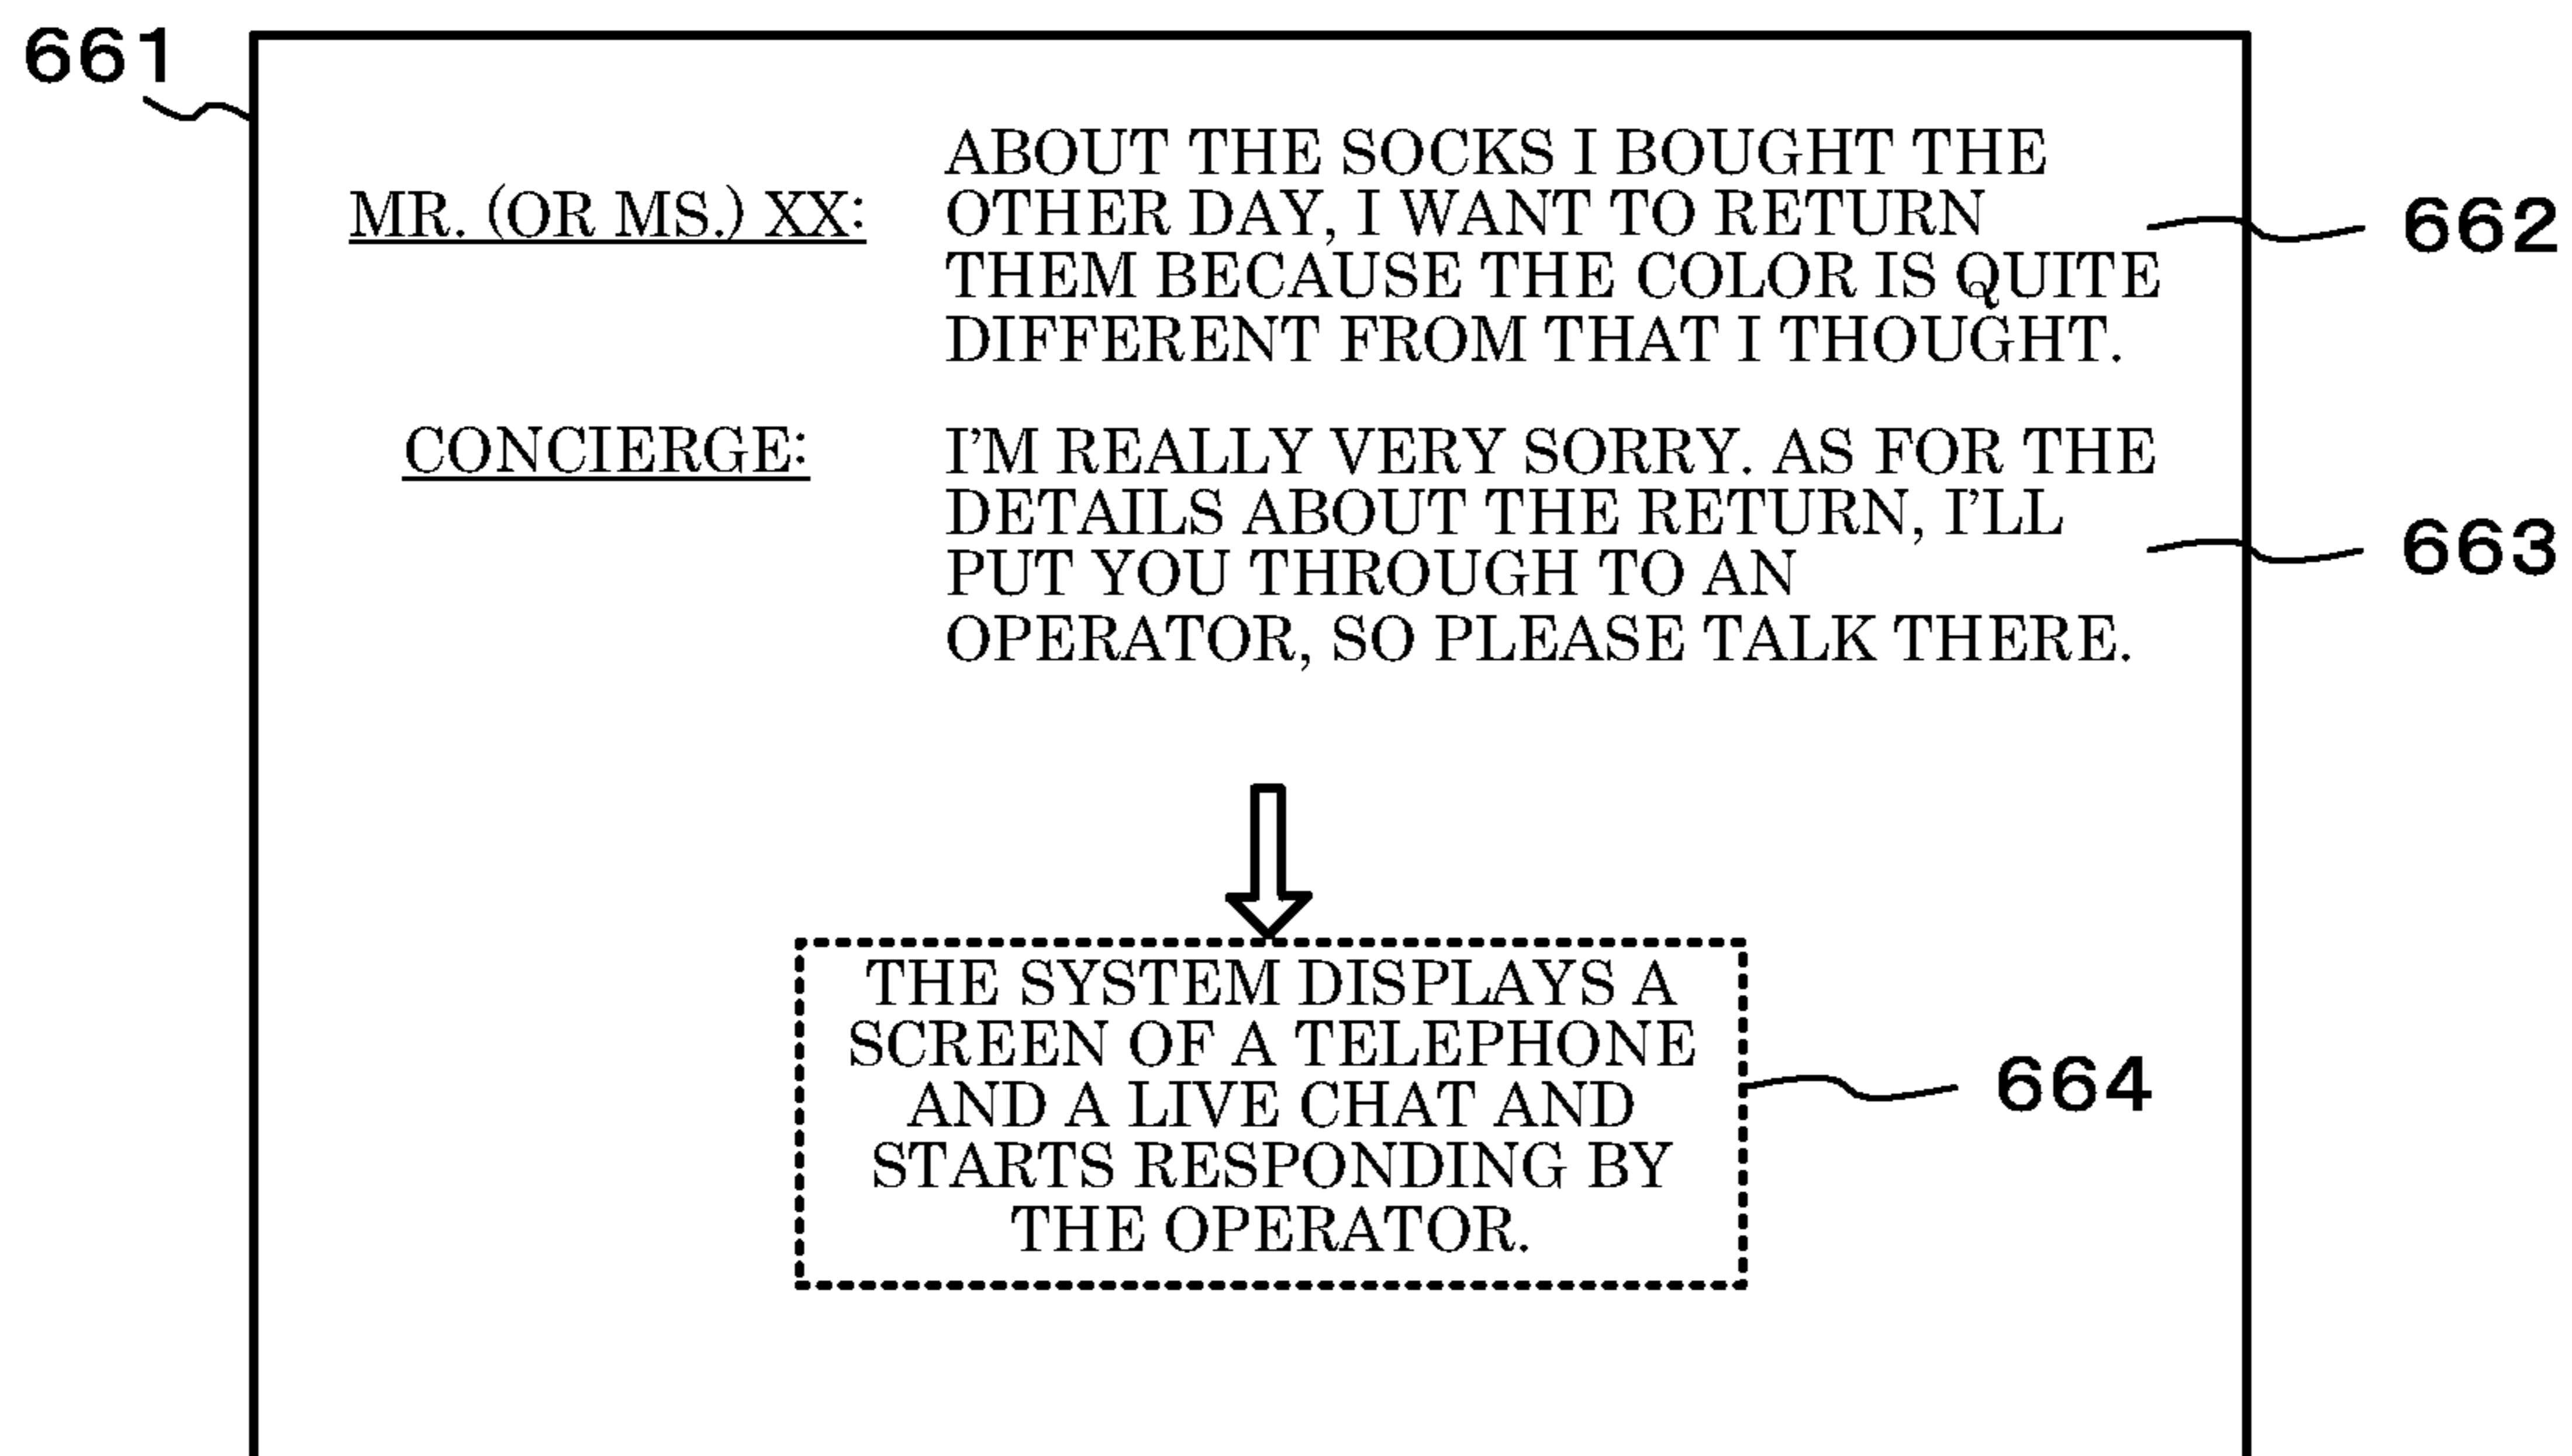 661
ABOUT THE SOCKS I BOUGHT THE
MR. (OR MS.) XX:
OTHER DAY, I WANT TO RETURN
662
THEM BECAUSE THE COLOR IS QUITE
DIFFERENT FROM THAT I THOUGHT.
CONCIERGE:
I'M REALLY VERY SORRY. AS FOR THE
DETAILS ABOUT THE RETURN, I'LL
663
PUT YOU THROUGH TO AN
OPERATOR, SO PLEASE TALK THERE.
THE SYSTEM DISPLAYS A
SCREEN OF A TELEPHONE
AND A LIVE CHAT AND
STARTS RESPONDING BY
THE OPERATOR.
664